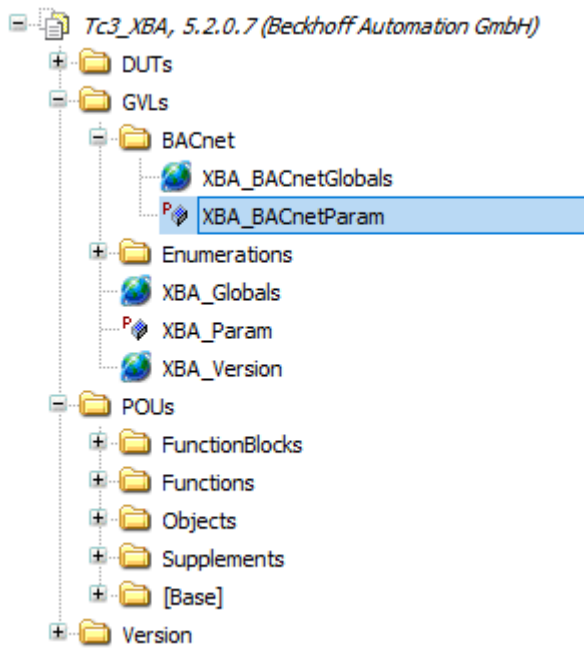 Tc3_XBA, 5.2.0.7 (Beckhoff Automation GmbH)
DUTs
GVLs
BACnet
XBA_BACnetGlobals
P XBA_BACnetParam
Enumerations
XBA_Globals
P XBA_Param
XBA_Version
POUs
FunctionBlocks
Functions
Objects
Supplements
[Base]
Version